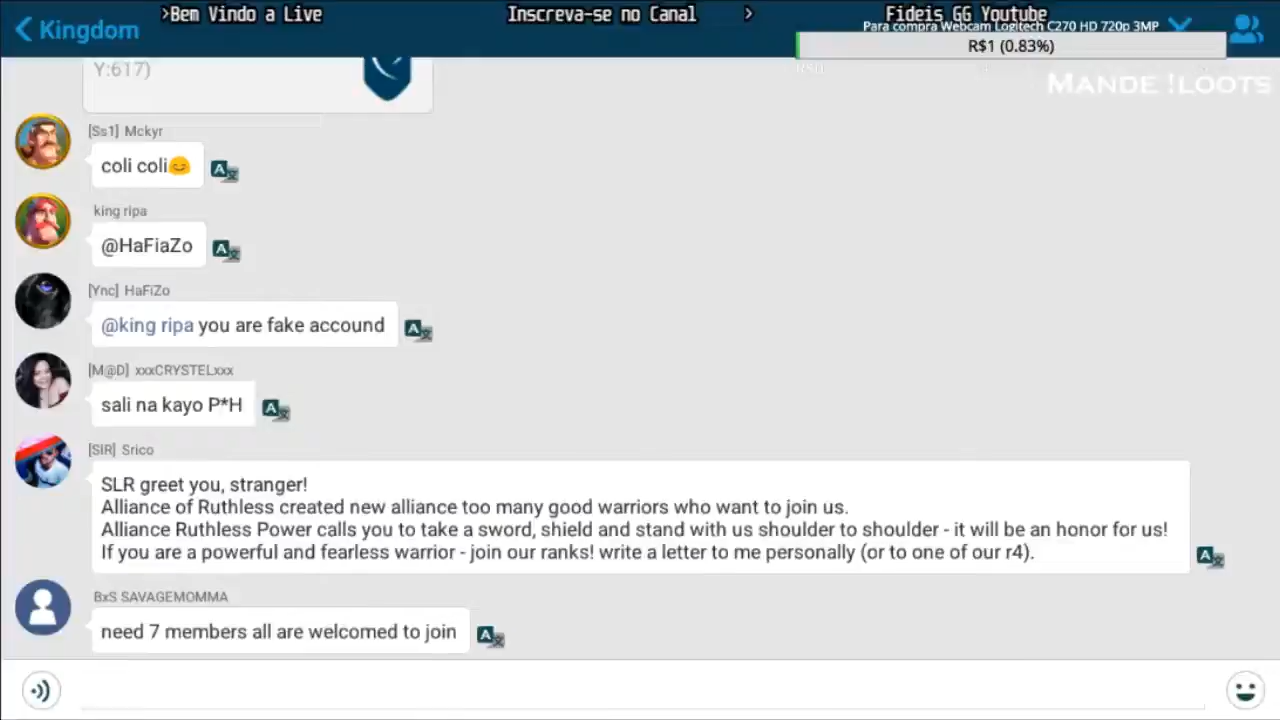 >Bem Vindo a Live
Inscreva-se no Canal
>
Fideis GG Youtube
Kingdom
Para compra Webcam Logitech C270 HD 720p 3MP
R$1 (0.83%)
MANDE !LOOTS
Y:617)
[Ss1] Mckyr
coli coli😊
king ripa
@HaFiaZo
[Ync] HaFiZo
@king ripa you are fake accound
[M@D] xxxCRYSTELxxx
sali na kayo P*H
[SlR] Srico
SLR greet you, stranger!
Alliance of Ruthless created new alliance too many good warriors who want to join us.
Alliance Ruthless Power calls you to take a sword, shield and stand with us shoulder to shoulder - it will be an honor for us!
If you are a powerful and fearless warrior - join our ranks! write a letter to me personally (or to one of our r4).
BxS SAVAGEMOMMA
need 7 members all are welcomed to join